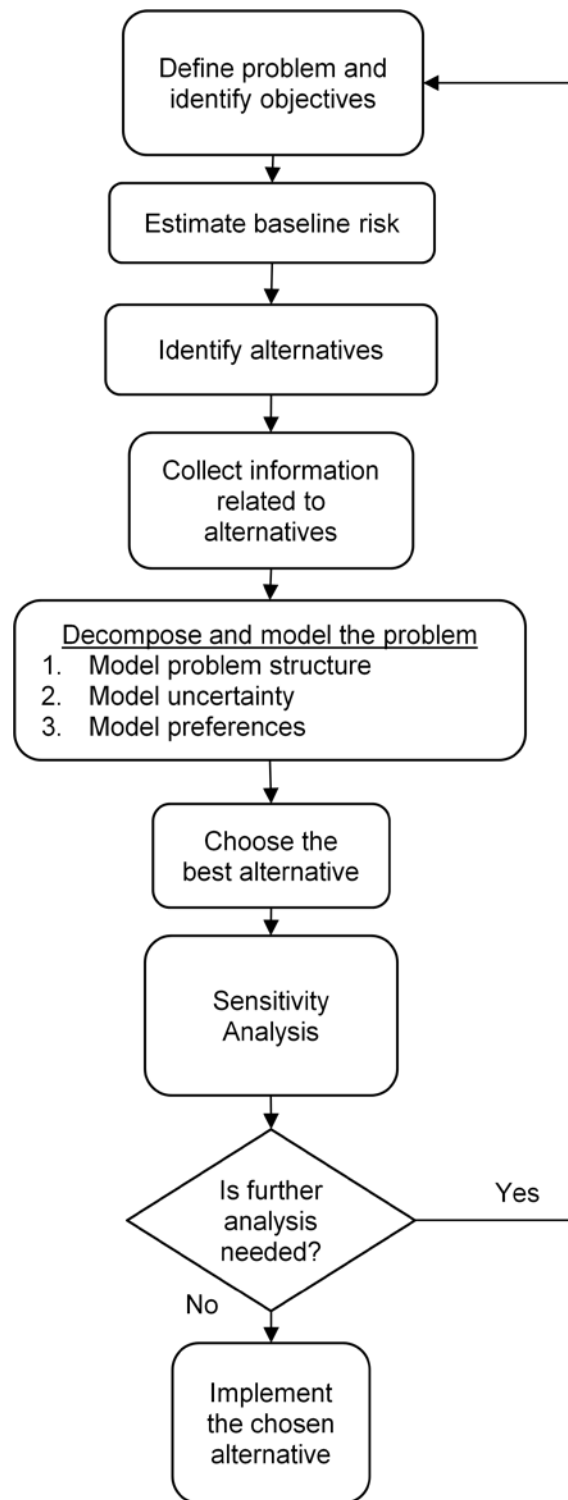 Define problem and
identify objectives
Estimate baseline risk
Identify alternatives
Collect information
related to
alternatives
Decompose and model the problem
1. Model problem structure
2. Model uncertainty
3. Model preferences
Choose the
best alternative
Sensitivity
Analysis
Is further
analysis
needed?
Yes
No
Implement
the chosen
alternative